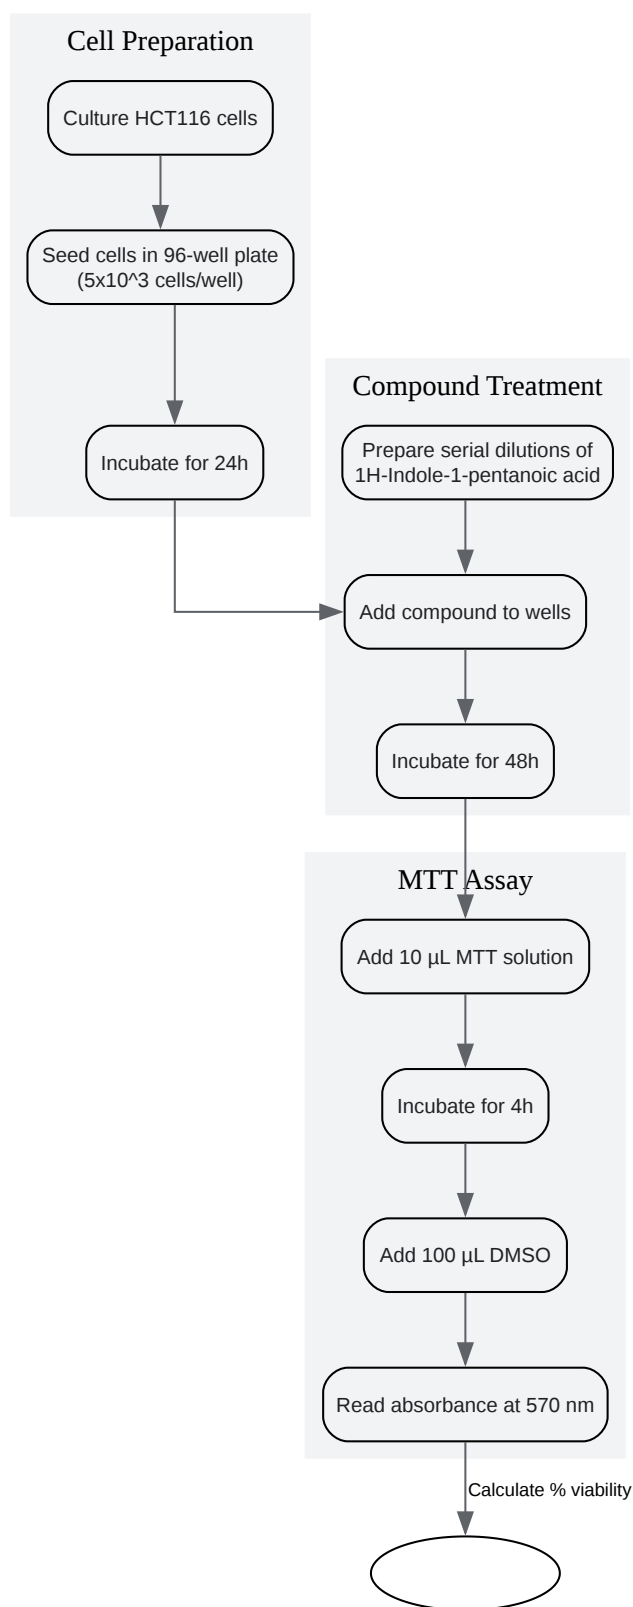 Cell Preparation
Culture HCT116 cells
Seed cells in 96-well plate
(5x10^3 cells/well)
Incubate for 24h
Compound Treatment
Prepare serial dilutions of
1H-Indole-1-pentanoic acid
Add compound to wells
Incubate for 48h
MTT Assay
Add 10 µL MTT solution
Incubate for 4h
Add 100 µL DMSO
Read absorbance at 570 nm
Calculate % viability